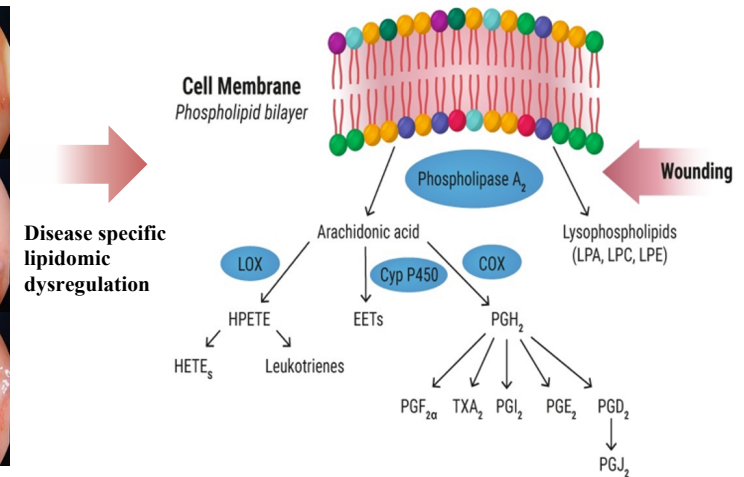 Cell Membrane
Phospholipid bilayer
Phospholipase A₂
Wounding
Disease specific
lipidomic
dysregulation
Arachidonic acid
Lysophospholipids
(LPA, LPC, LPE)
LOX
Cyp P450
COX
HPETE
EETs
PGH₂
HETEₛ
Leukotrienes
PGF₂α
TXA₂
PGI₂
PGE₂
PGD₂
PGJ₂